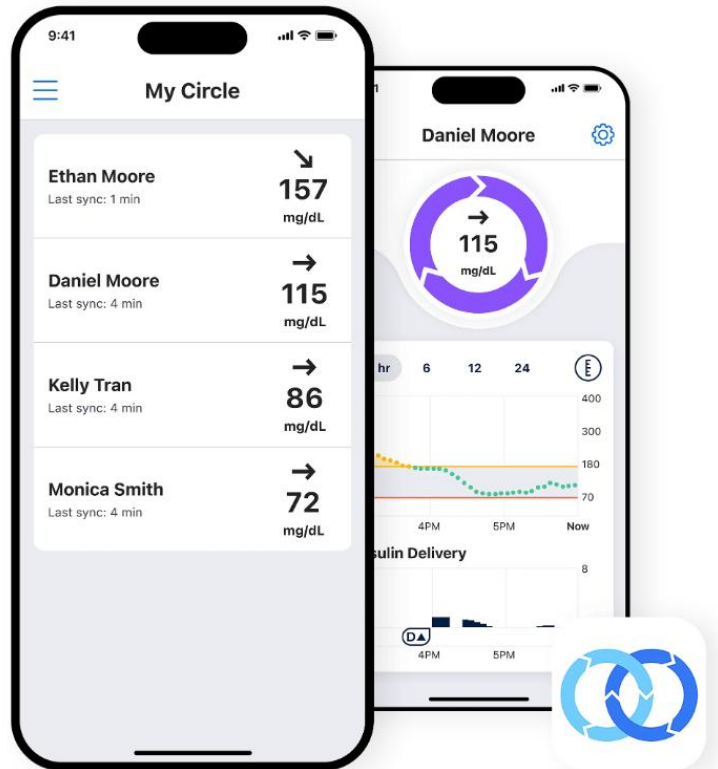 9:41
My Circle
Ethan Moore
Last sync: 1 min
157
mg/dL
Daniel Moore
Last sync: 4 min
115
mg/dL
Kelly Tran
Last sync: 4 min
86
mg/dL
Monica Smith
Last sync: 4 min
72
mg/dL
Daniel Moore
115
mg/dL
hr 6 12 24
400
300
180
70
4PM 5PM Now
sulin Delivery
8
D
4PM 5PM